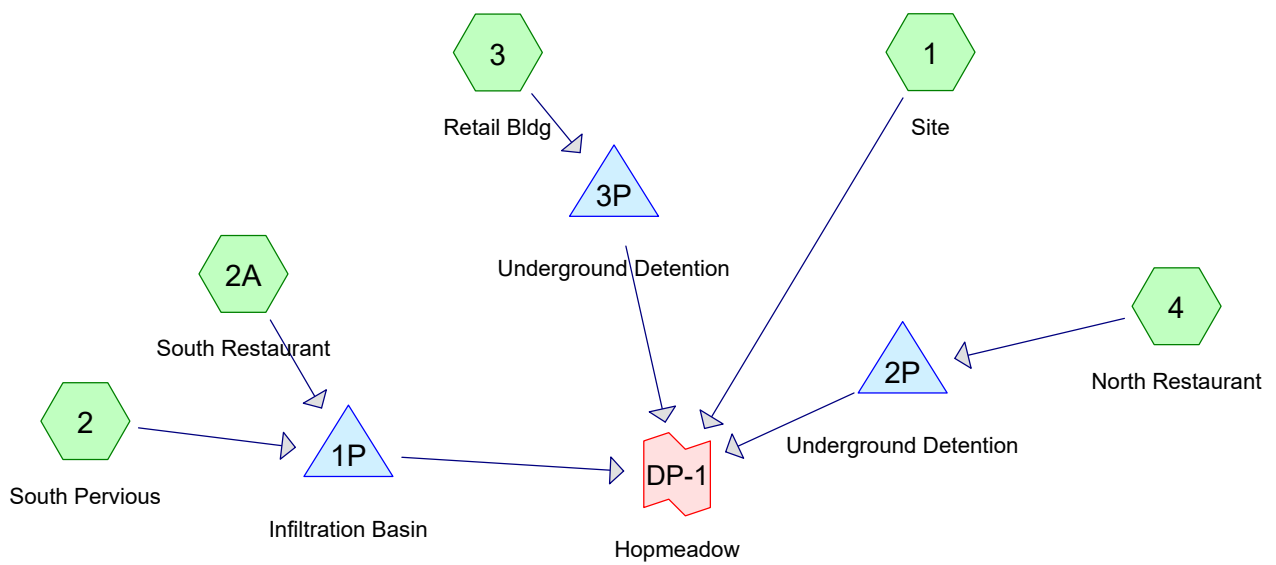 3
Retail Bldg
1
Site
3P
Underground Detention
2A
South Restaurant
4
North Restaurant
2P
Underground Detention
2
South Pervious
1P
Infiltration Basin
DP-1
Hopmeadow